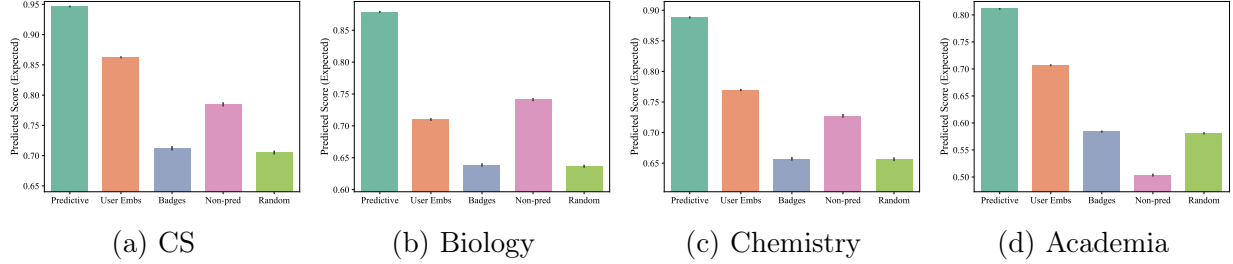 Predicted Score (Expected)
0.95
0.90
0.85
0.80
0.75
0.70
0.65
Predictive User Embs Badges Non-pred Random
(a) CS
Predicted Score (Expected)
0.85
0.80
0.75
0.70
0.65
0.60
Predictive User Embs Badges Non-pred Random
(b) Biology
Predicted Score (Expected)
0.90
0.85
0.80
0.75
0.70
0.65
Predictive User Embs Badges Non-pred Random
(c) Chemistry
Predicted Score (Expected)
0.80
0.70
0.65
0.60
0.55
0.50
Predictive User Embs Badges Non-pred Random
(d) Academia